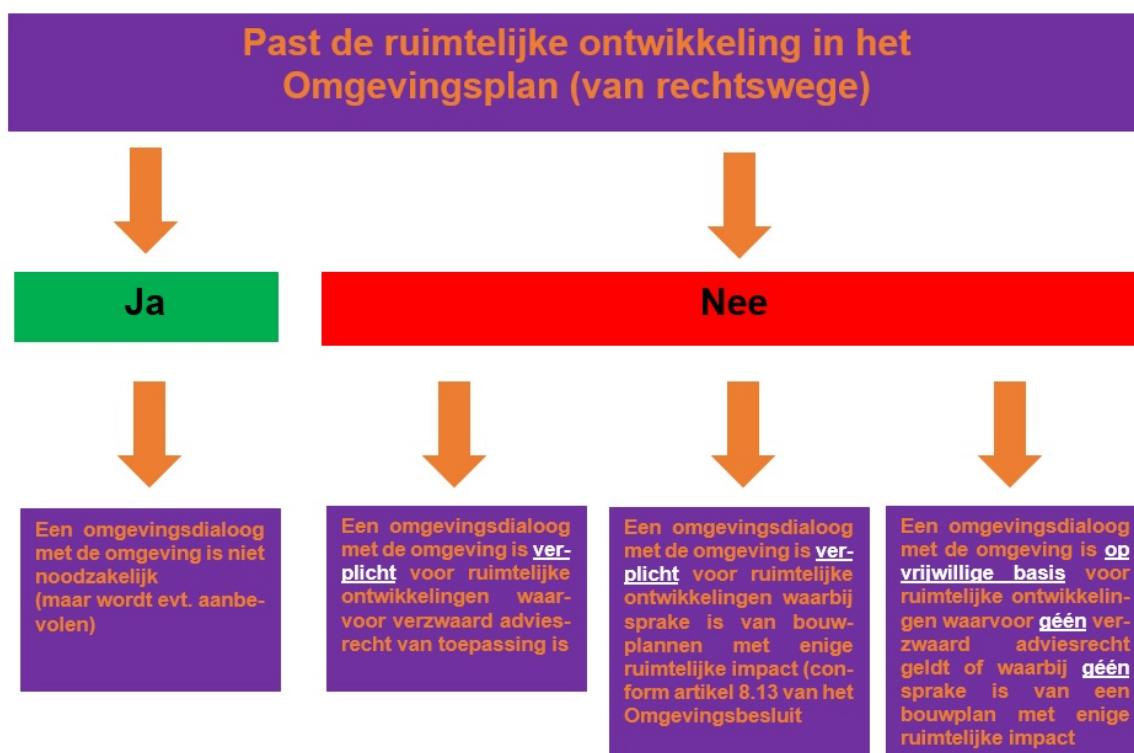 Past de ruimtelijke ontwikkeling in het
Omgevingsplan (van rechtswege)
Ja
Nee
Een omgevingsdialoog
met de omgeving is niet
noodzakelijk
(maar wordt evt. aanbe-
volen)
Een omgevingsdialoog
met de omgeving is ver-
plicht voor ruimtelijke
ontwikkelingen waar-
voor verzwaard advies-
recht van toepassing is
Een omgevingsdialoog
met de omgeving is ver-
plicht voor ruimtelijke
ontwikkelingen waarbij
sprake is van bouw-
plannen met enige
ruimtelijke impact (con-
form artikel 8.13 van het
Omgevingsbesluit
Een omgevingsdialoog
met de omgeving is op
vrijwillige basis voor
ruimtelijke ontwikkelin-
gen waarvoor géén ver-
zwaard adviesrecht
geldt of waarbij géén
sprake is van een
bouwplan met enige
ruimtelijke impact